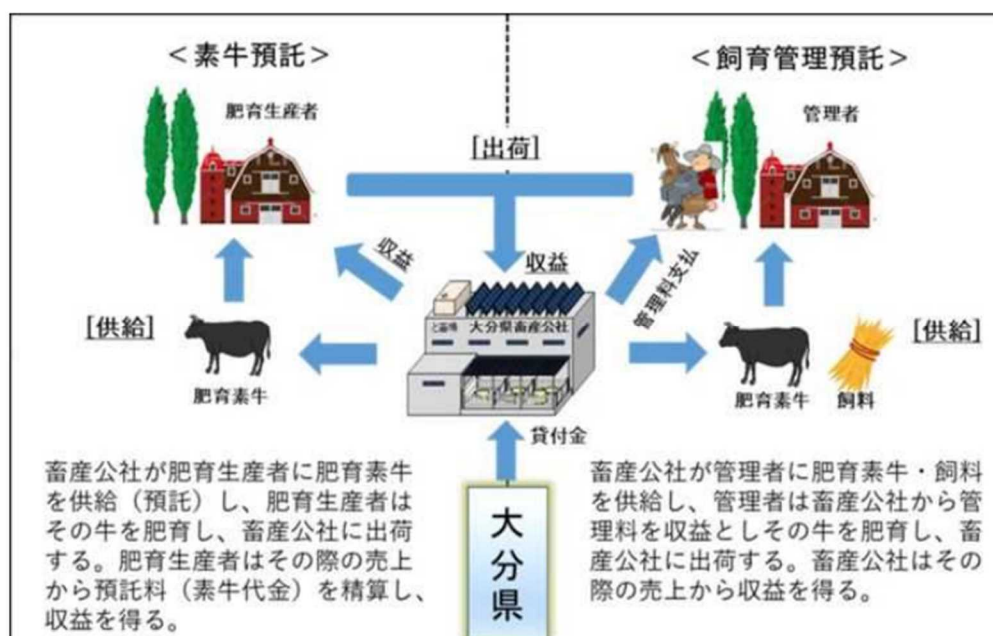 ＜素牛預託＞
＜飼育管理預託＞
肥育生産者
管理者
[出荷]
収益
収益
管理料支払
と畜場 大分県畜産公社
[供給]
肥育素牛
[供給]
肥育素牛
飼料
貸付金
大分県
畜産公社が肥育生産者に肥育素牛
を供給（預託）し、肥育生産者は
その牛を肥育し、畜産公社に出荷
する。肥育生産者はその際の売上
から預託料（素牛代金）を精算し、
収益を得る。
畜産公社が管理者に肥育素牛・飼料
を供給し、管理者は畜産公社から管
理料を収益としその牛を肥育し、畜
産公社に出荷する。畜産公社はその
際の売上から収益を得る。